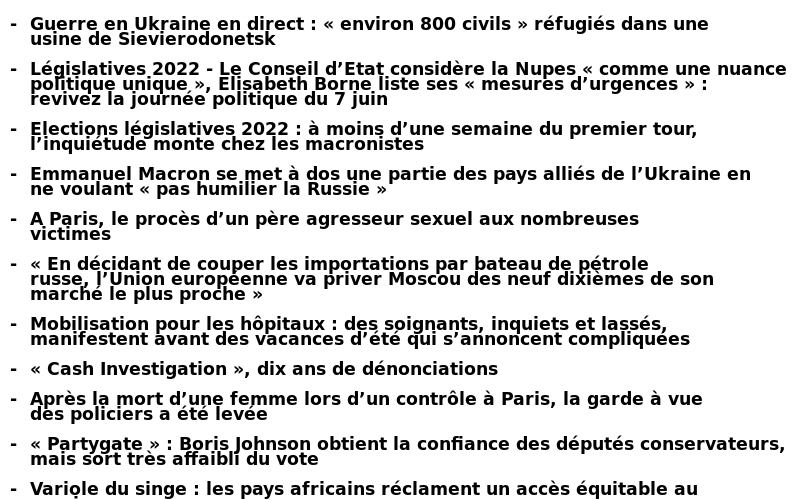 - Guerre en Ukraine en direct : « environ 800 civils » réfugiés dans une
usine de Sievierodonetsk
- Législatives 2022 - Le Conseil d’Etat considère la Nupes « comme une nuance
politique unique », Elisabeth Borne liste ses « mesures d’urgences » :
revivez la journée politique du 7 juin
- Elections législatives 2022 : à moins d’une semaine du premier tour,
l’inquiétude monte chez les macronistes
- Emmanuel Macron se met à dos une partie des pays alliés de l’Ukraine en
ne voulant « pas humilier la Russie »
- A Paris, le procès d’un père agresseur sexuel aux nombreuses
victimes
- « En décidant de couper les importations par bateau de pétrole
russe, l’Union européenne va priver Moscou des neuf dixièmes de son
marché le plus proche »
- Mobilisation pour les hôpitaux : des soignants, inquiets et lassés,
manifestent avant des vacances d’été qui s’annoncent compliquées
- « Cash Investigation », dix ans de dénonciations
- Après la mort d’une femme lors d’un contrôle à Paris, la garde à vue
des policiers a été levée
- « Partygate » : Boris Johnson obtient la confiance des députés conservateurs,
mais sort très affaibli du vote
- Variole du singe : les pays africains réclament un accès équitable au